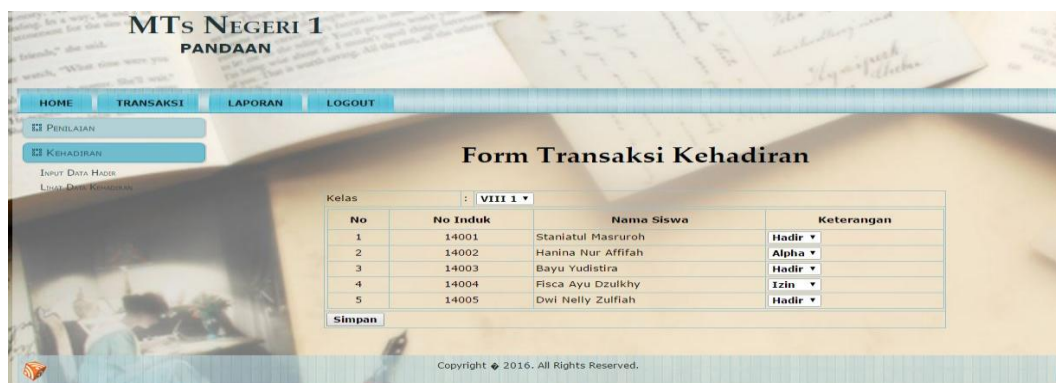 MTs NEGERI 1
PANDAAN
HOME TRANSAKSI LAPORAN LOGOUT
PENILAIAN
KEHADIRAN
INPUT DATA HADIR
LIHAT DATA KEHADIRAN
Form Transaksi Kehadiran
Kelas : VIII 1
No No Induk Nama Siswa Keterangan
1 14001 Staniatul Masruroh Hadir
2 14002 Hanina Nur Affifah Alpha
3 14003 Bayu Yudistira Hadir
4 14004 Fisca Ayu Dzulkhy Izin
5 14005 Dwi Nelly Zulfiah Hadir
Simpan
Copyright � 2016. All Rights Reserved.